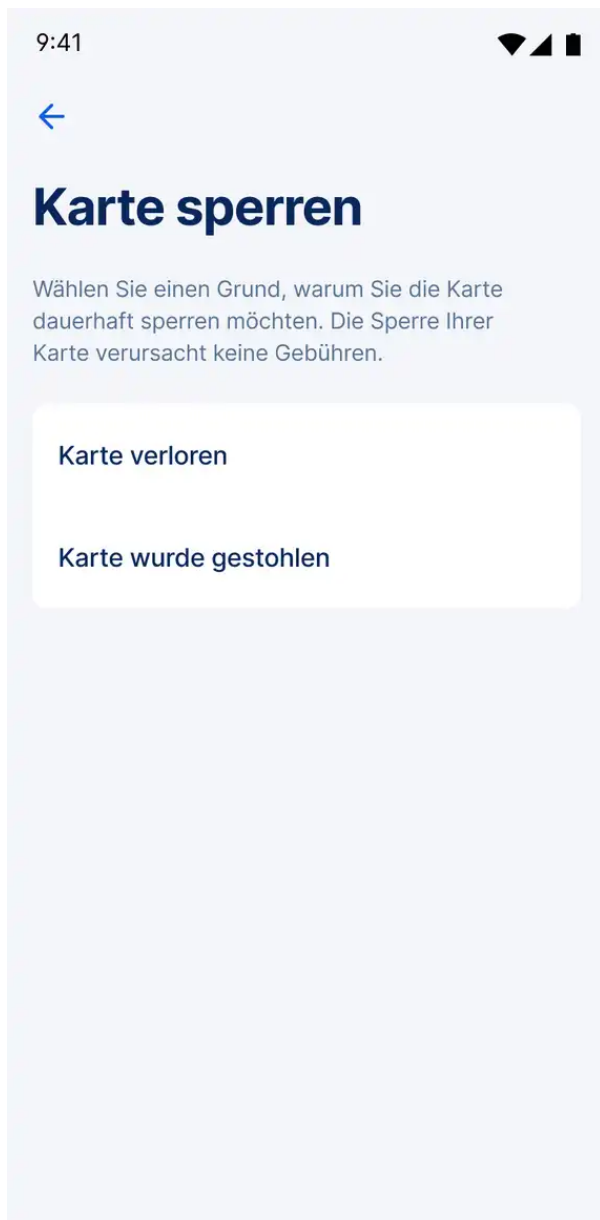 9:41
Karte sperren
Wählen Sie einen Grund, warum Sie die Karte
dauerhaft sperren möchten. Die Sperre Ihrer
Karte verursacht keine Gebühren.
Karte verloren
Karte wurde gestohlen